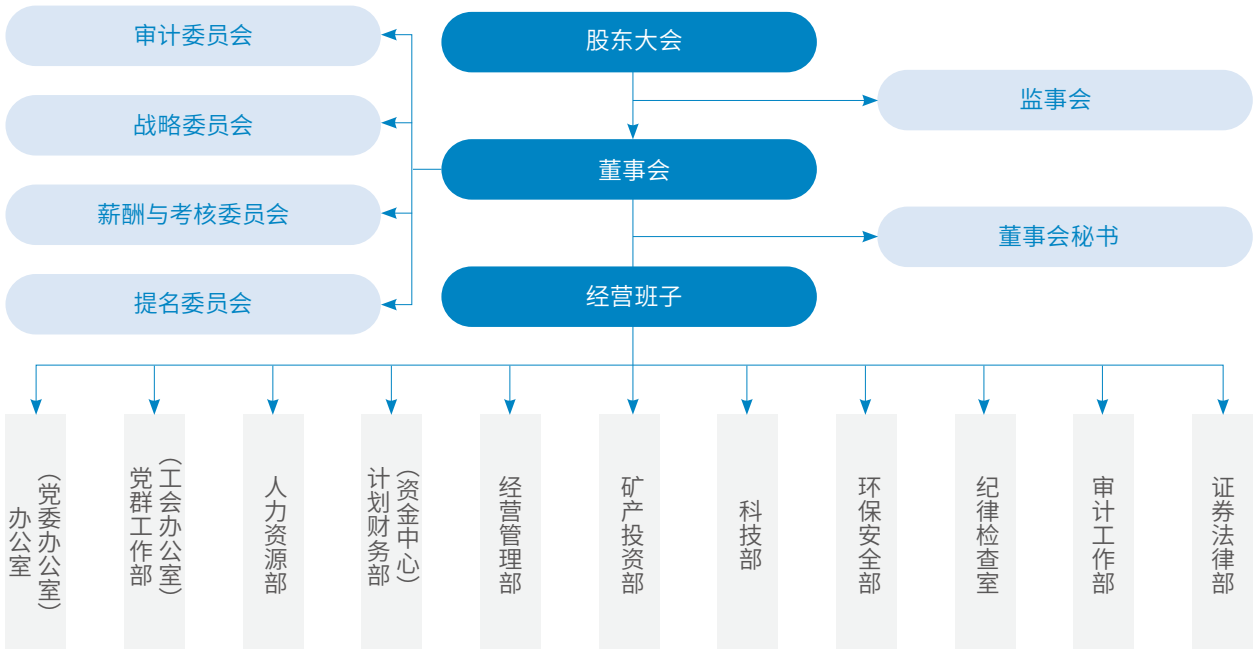 审计委员会
战略委员会
薪酬与考核委员会
提名委员会
股东大会
董事会
经营班子
监事会
董事会秘书
办公室
（党委办公室）
党群工作部
（工会办公室）
人力资源部
计划财务部
（资金中心）
经营管理部
矿产投资部
科技部
环保安全部
纪律检查室
审计工作部
证券法律部